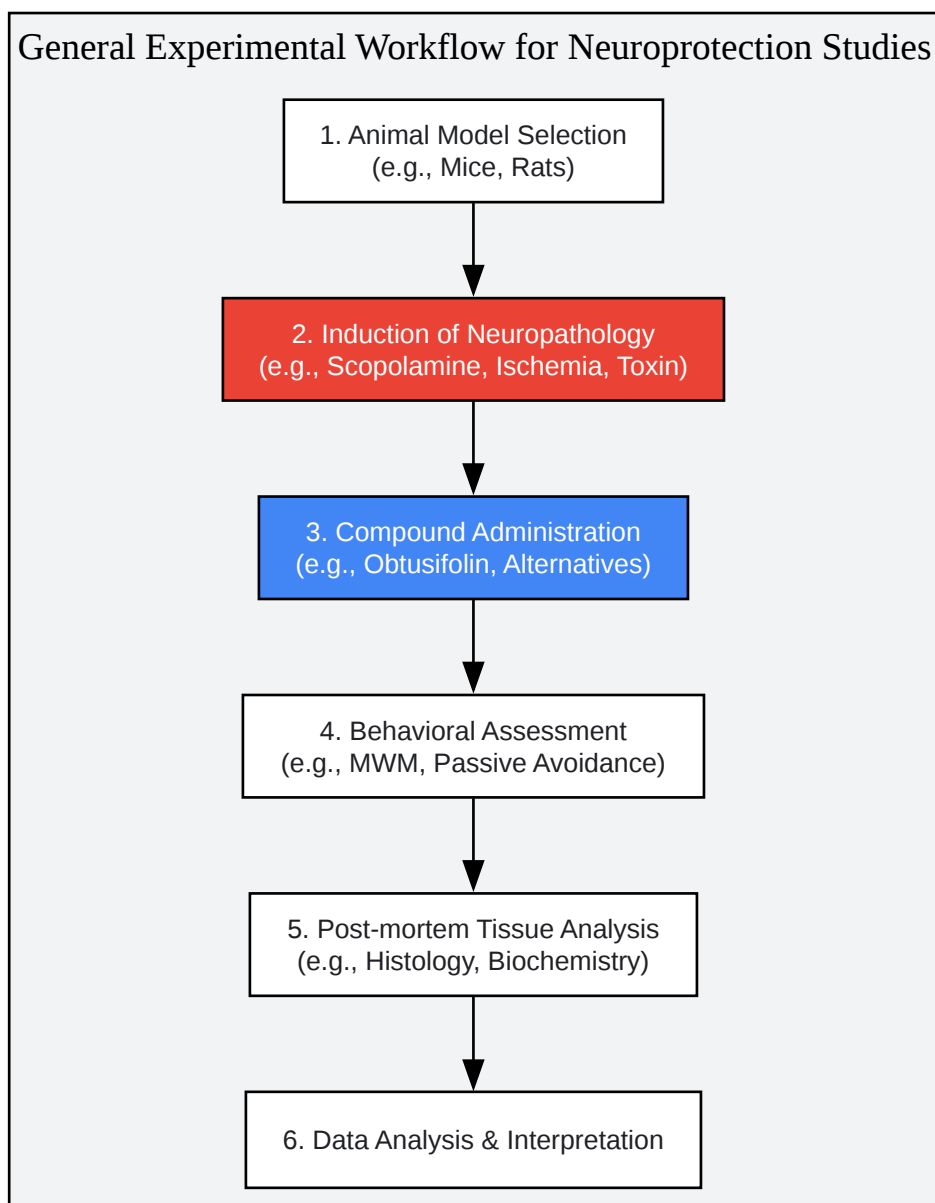 General Experimental Workflow for Neuroprotection Studies
1. Animal Model Selection
(e.g., Mice, Rats)
2. Induction of Neuropathology
(e.g., Scopolamine, Ischemia, Toxin)
3. Compound Administration
(e.g., Obtusifolin, Alternatives)
4. Behavioral Assessment
(e.g., MWM, Passive Avoidance)
5. Post-mortem Tissue Analysis
(e.g., Histology, Biochemistry)
6. Data Analysis & Interpretation